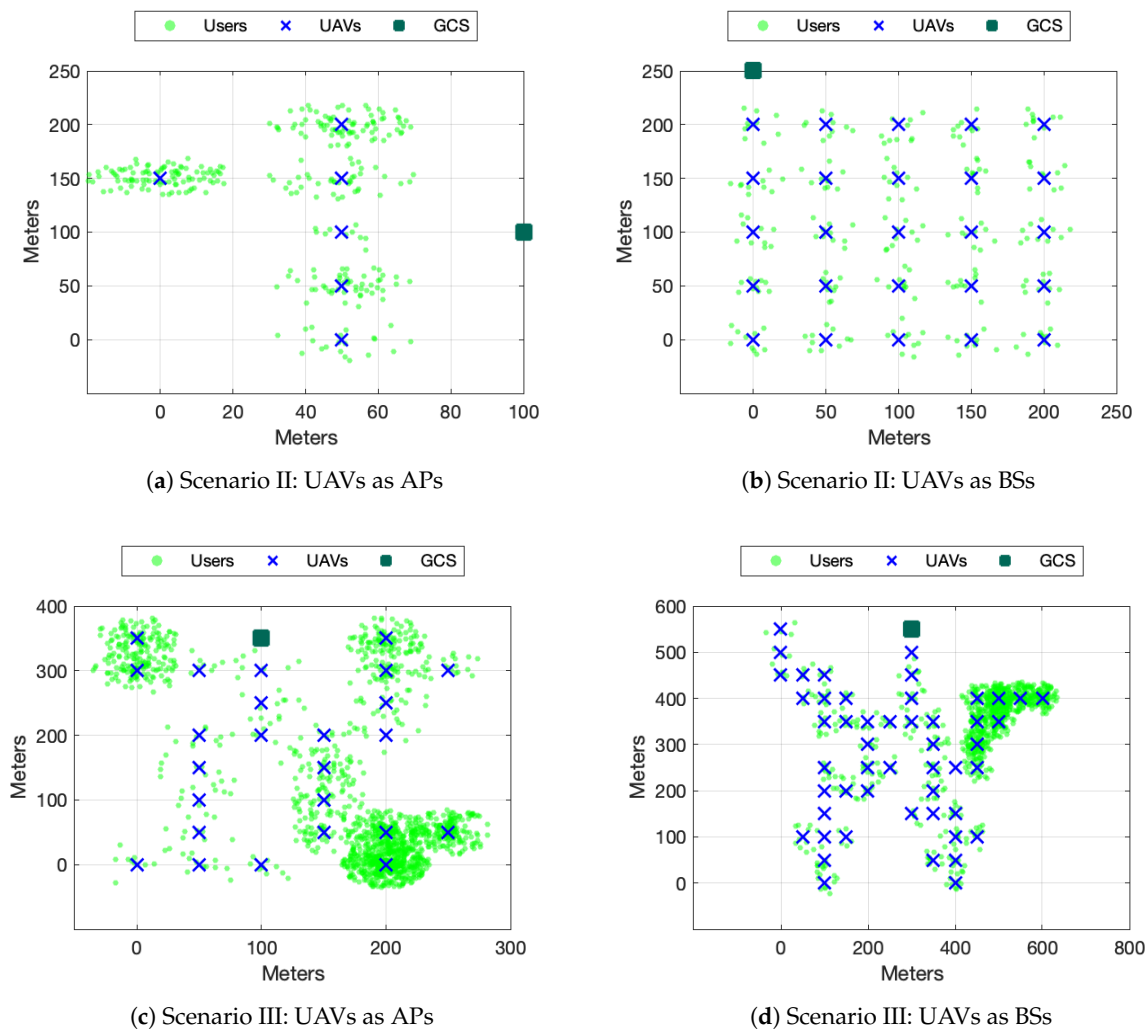 Users UAVs GCS
Users UAVs GCS
250
200
150
100
50
0
Meters
0 20 40 60 80 100
Meters
250
200
150
100
50
0
Meters
0 50 100 150 200 250
Meters
(a) Scenario II: UAVs as APs
(b) Scenario II: UAVs as BSs
Users UAVs GCS
Users UAVs GCS
400
300
200
100
0
Meters
0 100 200 300
Meters
600
500
400
300
200
100
0
Meters
0 200 400 600 800
Meters
(c) Scenario III: UAVs as APs
(d) Scenario III: UAVs as BSs